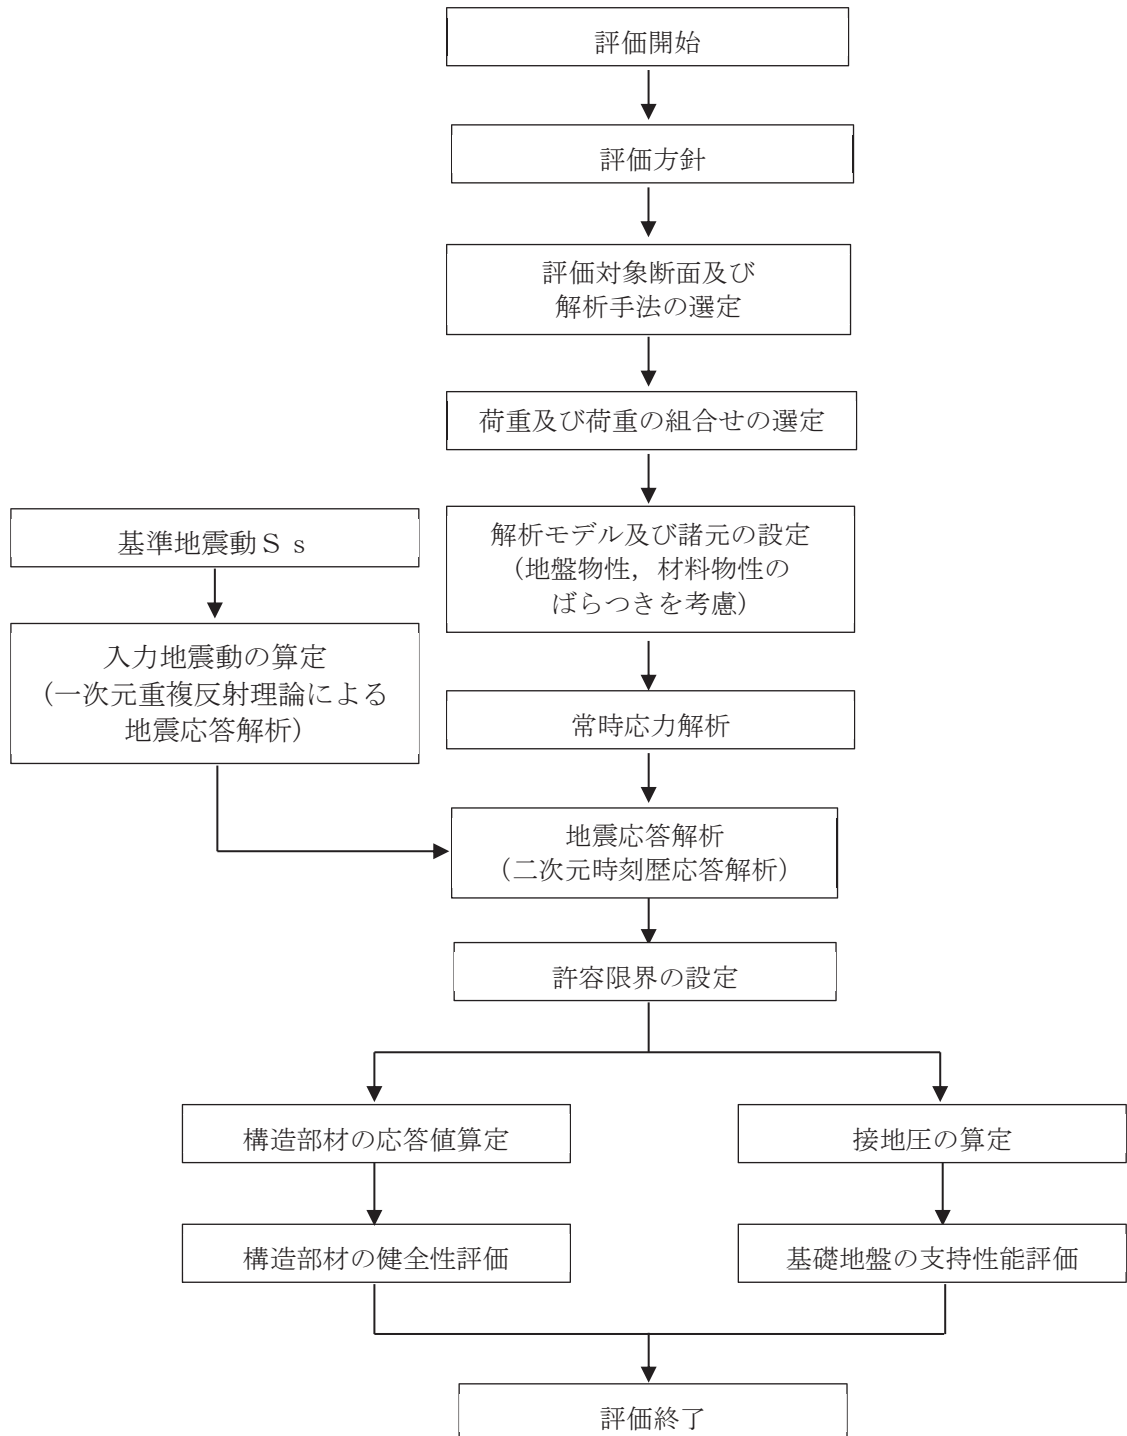 評価開始
評価方針
評価対象断面及び
解析手法の選定
荷重及び荷重の組合せの選定
基準地震動Ｓｓ
解析モデル及び諸元の設定
（地盤物性，材料物性の
ばらつきを考慮）
入力地震動の算定
（一次元重複反射理論による
地震応答解析）
常時応力解析
地震応答解析
（二次元時刻歴応答解析）
許容限界の設定
構造部材の応答値算定
接地圧の算定
構造部材の健全性評価
基礎地盤の支持性能評価
評価終了